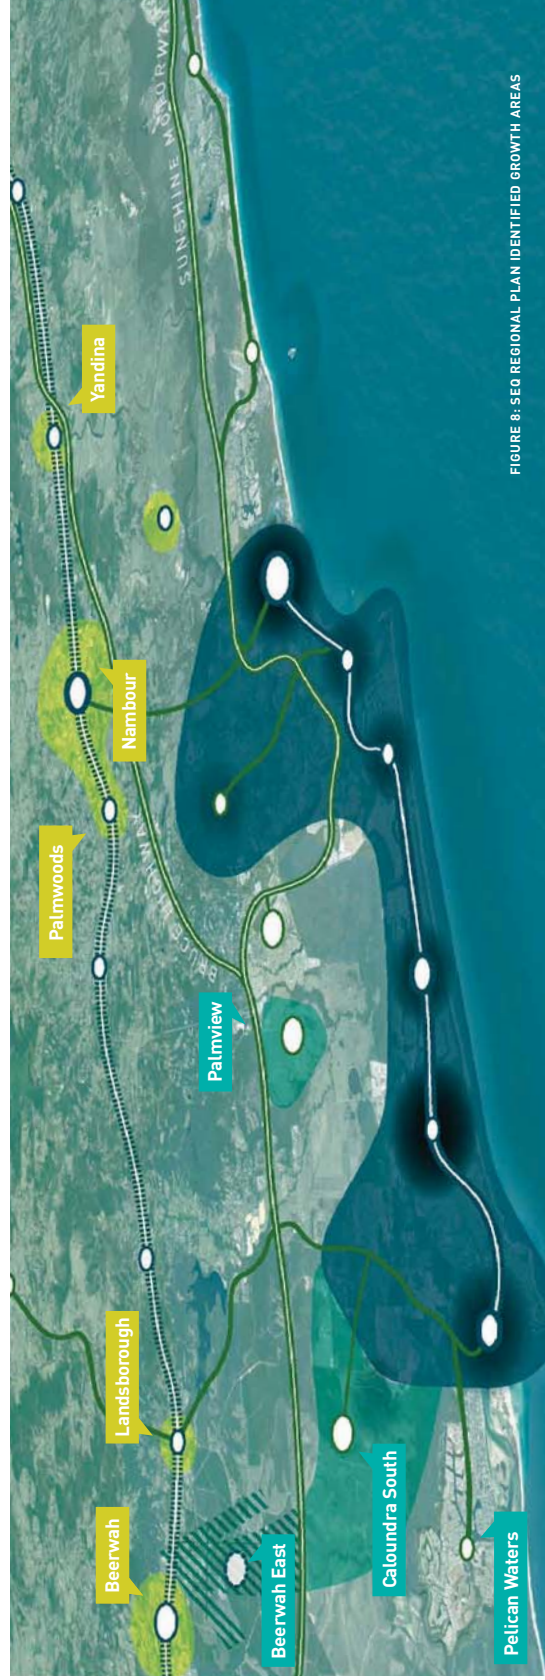 SUNSHINE MOTORWAY
Yandina
Nambour
Palmwoods
BRUCE HIGHWAY
Palmview
Landsborough
Beerwah
Beerwah East
Caloundra South
Pelican Waters
FIGURE 8: SEQ REGIONAL PLAN IDENTIFIED GROWTH AREAS